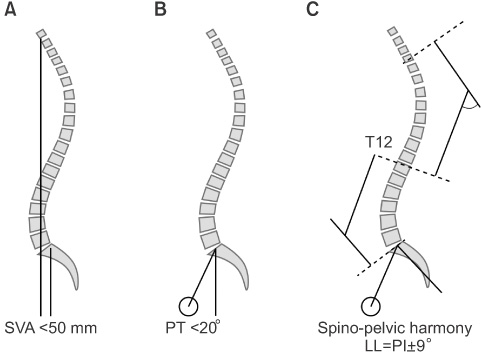 A
B
C
T12
SVA <50 mm
PT <20°
Spino-pelvic harmony
LL=PI±9°